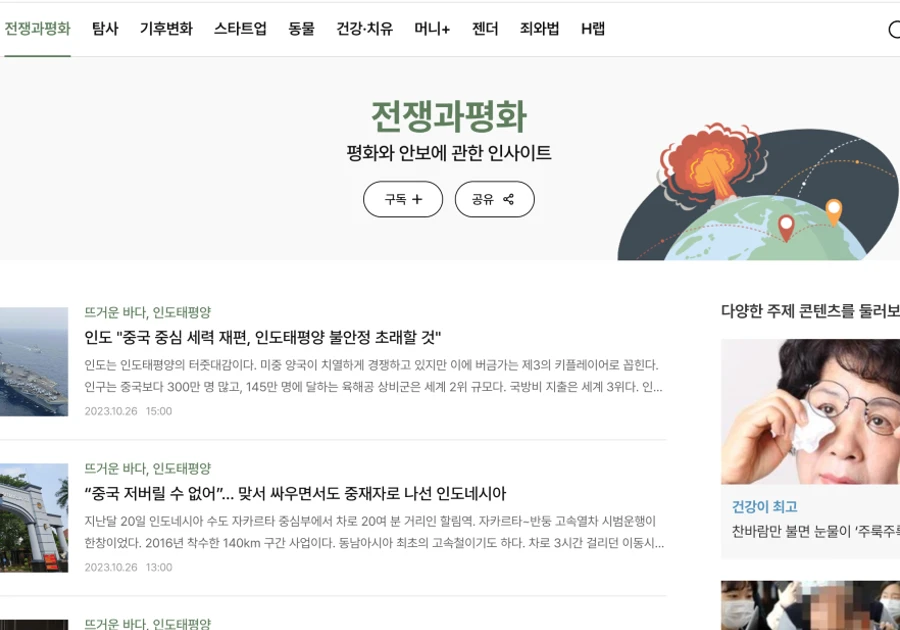 전쟁과평화 탐사 기후변화 스타트업 동물 건강·치유 머니+ 젠더 죄와법 H랩
전쟁과평화
평화와 안보에 관한 인사이트
구독 + 공유
뜨거운 바다, 인도태평양
인도 "중국 중심 세력 재편, 인도태평양 불안정 초래할 것"
인도는 인도태평양의 터줏대감이다. 미중 양국이 치열하게 경쟁하고 있지만 이에 버금가는 제3의 키플레이어로 꼽힌다.
인구는 중국보다 300만 명 많고, 145만 명에 달하는 육해공 상비군은 세계 2위 규모다. 국방비 지출은 세계 3위다. 인...
2023.10.26 15:00
뜨거운 바다, 인도태평양
“중국 저버릴 수 없어”... 맞서 싸우면서도 중재자로 나선 인도네시아
지난달 20일 인도네시아 수도 자카르타 중심부에서 차로 20여 분 거리인 할림역. 자카르타~반둥 고속열차 시범운행이
한창이었다. 2016년 착수한 140km 구간 사업이다. 동남아시아 최초의 고속철이기도 하다. 차로 3시간 걸리던 이동시...
2023.10.26 13:00
뜨거운 바다, 인도태평양
다양한 주제 콘텐츠를 둘러보
건강이 최고
찬바람만 불면 눈물이 ‘주룩주룩